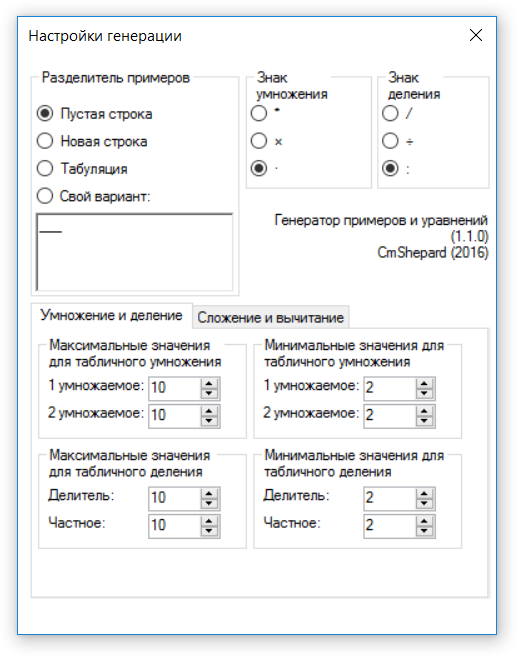 Настройки генерации
Разделитель примеров
Пустая строка
Новая строка
Табуляция
Свой вариант:
___
Знак
умножения
*
×
·
Знак
деления
/
÷
:
Генератор примеров и уравнений
(1.1.0)
CmShepard (2016)
Умножение и деление
Сложение и вычитание
Максимальные значения
для табличного умножения
1 умножаемое: 10
2 умножаемое: 10
Минимальные значения для
табличного умножения
1 умножаемое: 2
2 умножаемое: 2
Максимальные значения
для табличного деления
Делитель: 10
Частное: 10
Минимальные значения для
табличного деления
Делитель: 2
Частное: 2